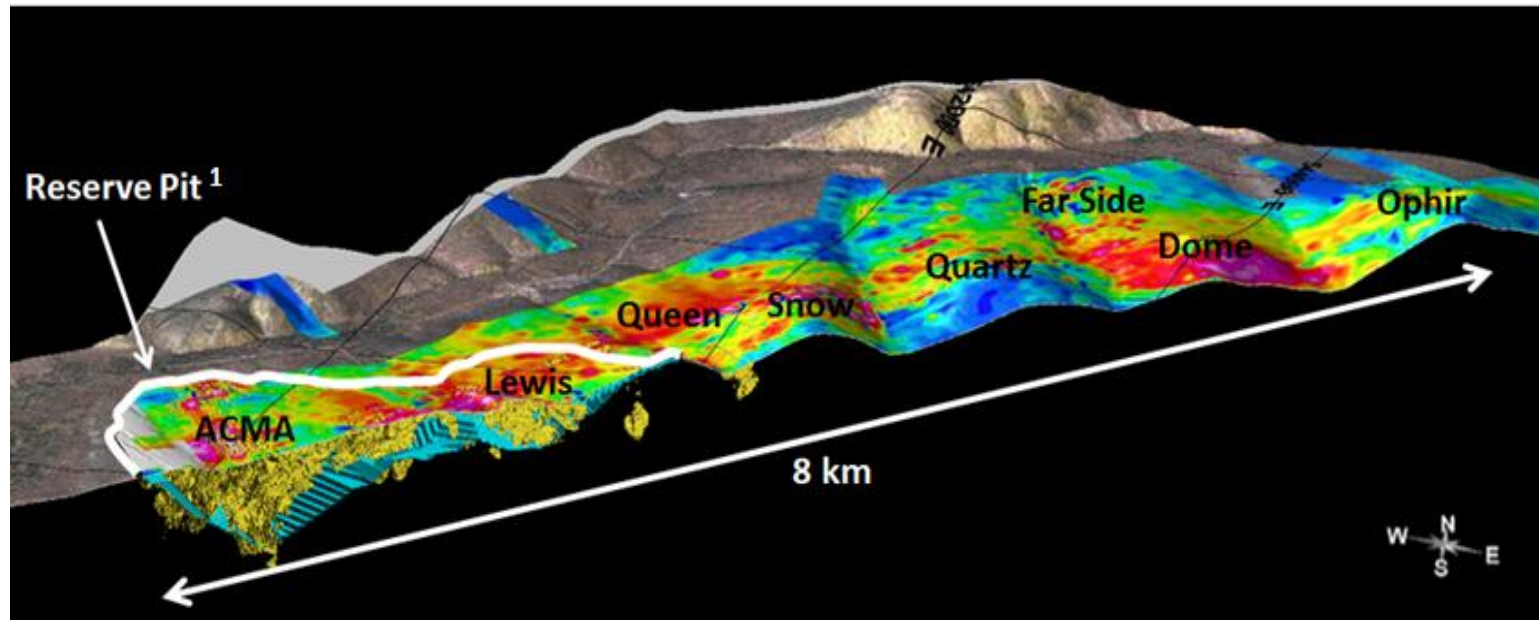 Reserve Pit 1
Far Side
Ophir
Dome
Quartz
Queen
Snow
Lewis
ACMA
8 km
N
W
E
S
E